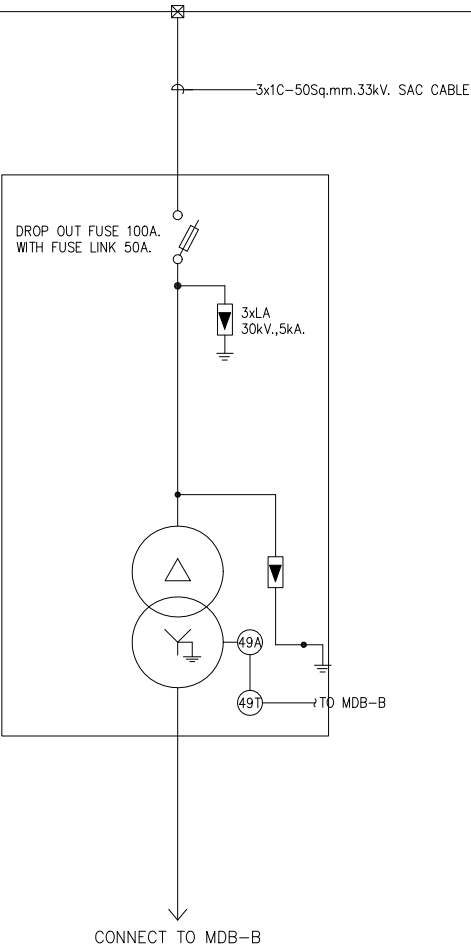 3x1C-50Sq.mm.33kV. SAC CABLE
DROP OUT FUSE 100A.
WITH FUSE LINK 50A.
3xLA
30kV.,5kA.
49A
49T
TO MDB-B
CONNECT TO MDB-B